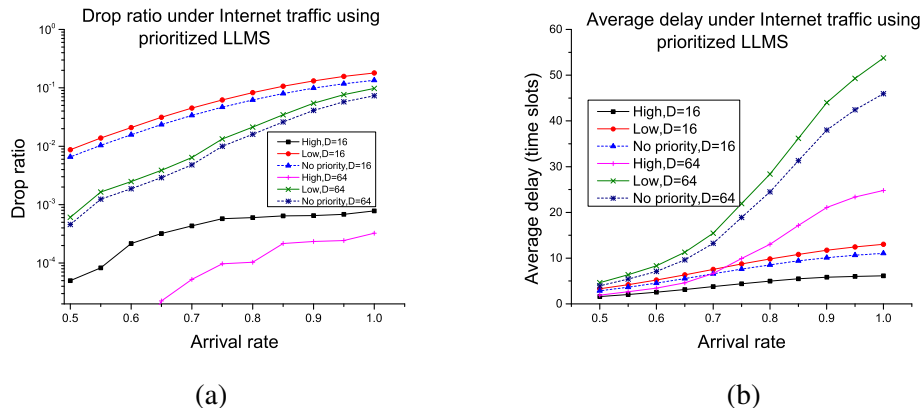 Drop ratio under Internet traffic using
prioritized LLMS
10^0
10^-1
10^-2
10^-3
10^-4
Drop ratio
High,D=16
Low,D=16
No priority,D=16
High,D=64
Low,D=64
No priority,D=64
0.5 0.6 0.7 0.8 0.9 1.0
Arrival rate
(a)
Average delay under Internet traffic using
prioritized LLMS
60
50
40
30
20
10
0
Average delay (time slots)
High,D=16
Low,D=16
No priority,D=16
High,D=64
Low,D=64
No priority,D=64
0.5 0.6 0.7 0.8 0.9 1.0
Arrival rate
(b)